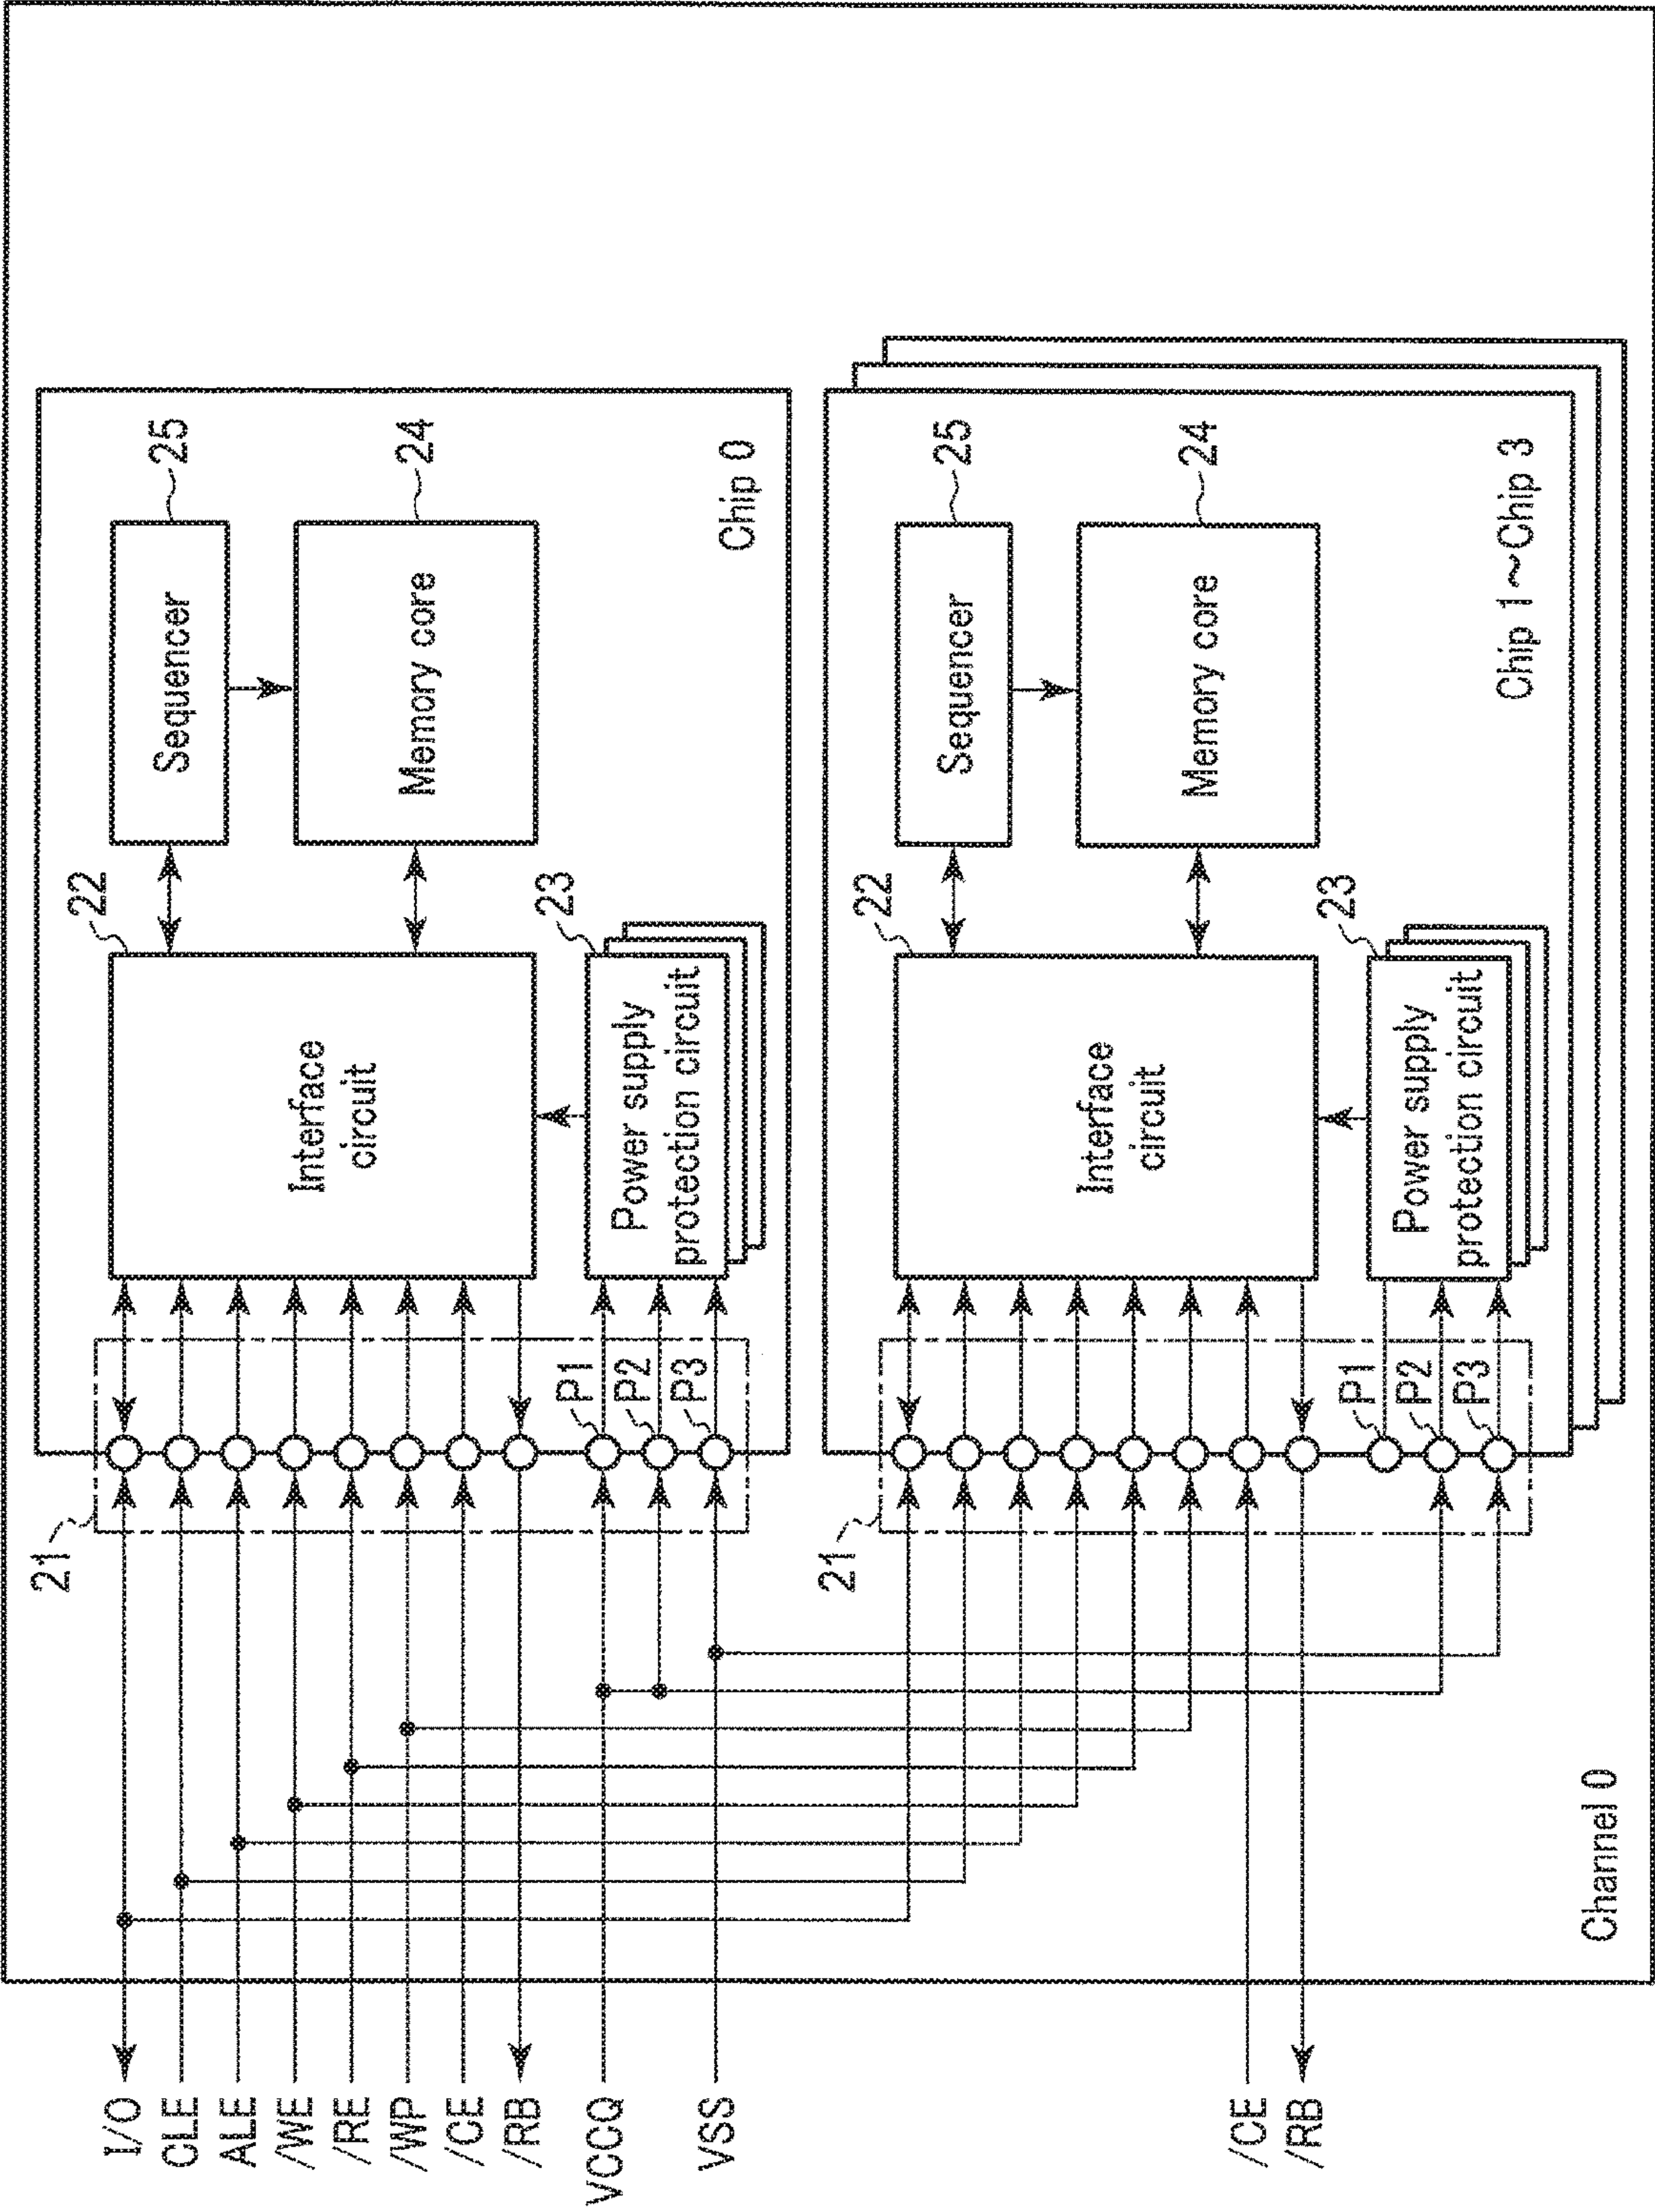 I/O
CLE
ALE
/WE
/RE
/WP
/CE
/RB
VCCQ
VSS
21
P1
P2
P3
22
Interface
circuit
23
Power supply
protection circuit
25
Sequencer
24
Memory core
Chip 0
/CE
/RB
21
P1
P2
P3
22
Interface
circuit
23
Power supply
protection circuit
25
Sequencer
24
Memory core
Chip 1~Chip 3
Channel 0